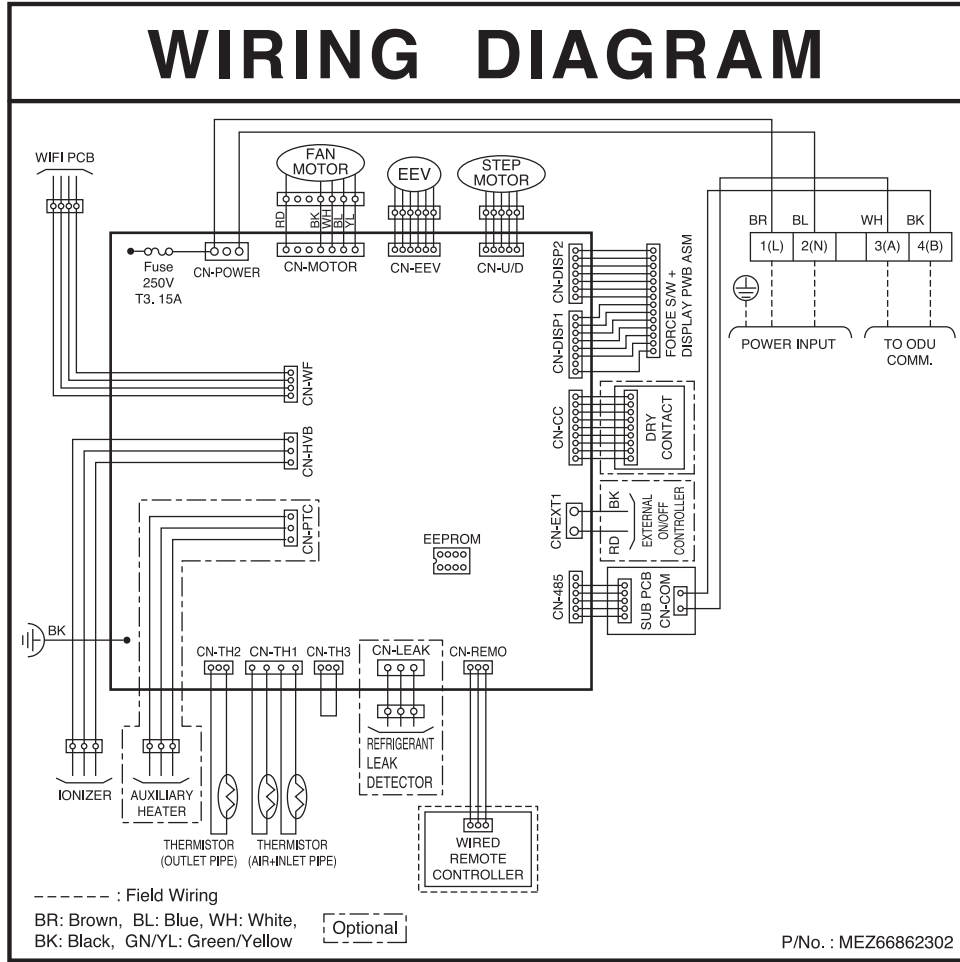 WIRING DIAGRAM
WIFI PCB
FAN
MOTOR
EEV
STEP
MOTOR
RD
BK
WH
BL
YL
Fuse
250V
T3. 15A
CN-POWER
CN-MOTOR
CN-EEV
CN-U/D
CN-DISP2
CN-DISP1
FORCE S/W +
DISPLAY PWB ASM
BR
BL
WH
BK
1(L)
2(N)
3(A)
4(B)
POWER INPUT
TO ODU
COMM.
CN-WF
CN-HVB
CN-PTC
CN-CC
DRY
CONTACT
CN-EXT1
BK
RD
EXTERNAL
ON/OFF
CONTROLLER
EEPROM
CN-485
SUB PCB
CN-COM
BK
CN-TH2
CN-TH1
CN-TH3
CN-LEAK
CN-REMO
REFRIGERANT
LEAK
DETECTOR
IONIZER
AUXILIARY
HEATER
THERMISTOR
(OUTLET PIPE)
THERMISTOR
(AIR+INLET PIPE)
WIRED
REMOTE
CONTROLLER
------ : Field Wiring
BR: Brown, BL: Blue, WH: White,
BK: Black, GN/YL: Green/Yellow
Optional
P/No. : MEZ66862302